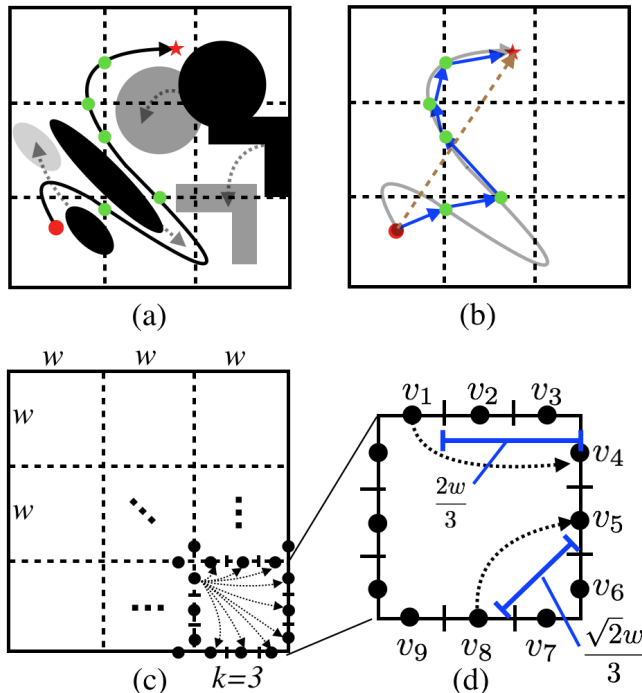 (a) (b)
w w w
w
w
k=3
(c)
v₁ v₂ v₃
v₄
2w/3
v₅
v₆
√2w/3
v₉ v₈ v₇
(d)